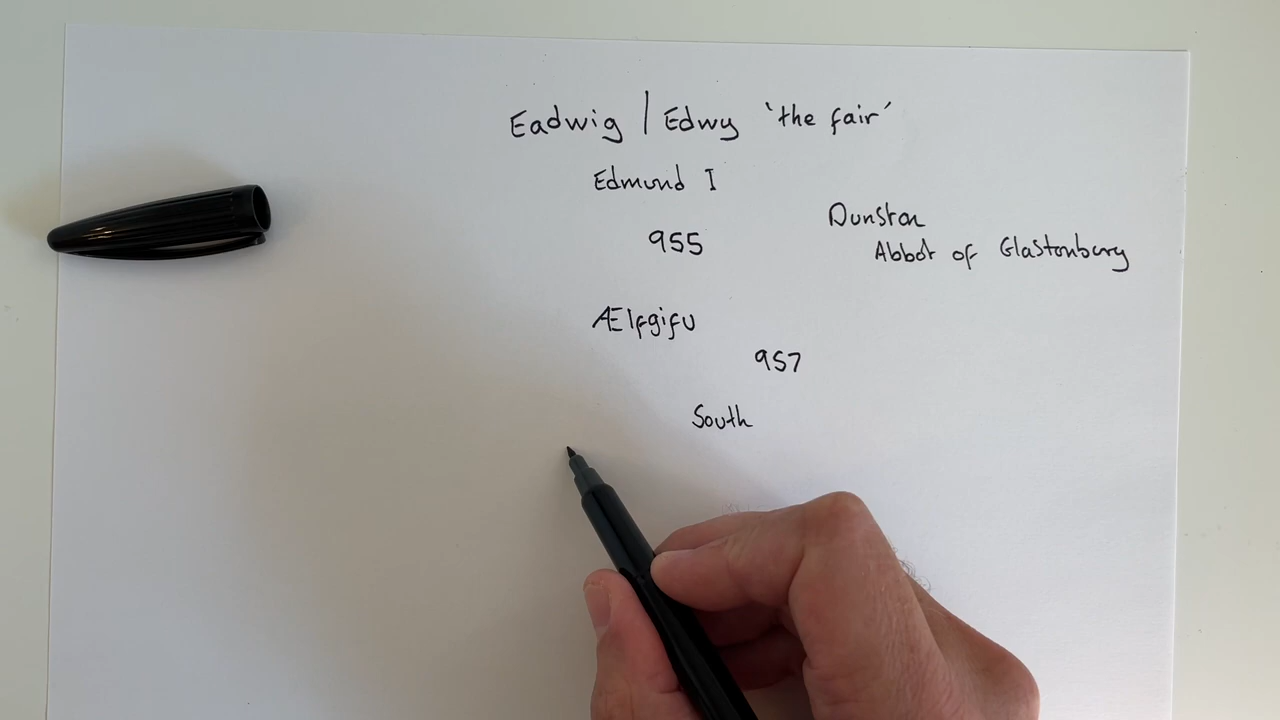 Eadwig / Edwy 'the fair'
Edmund I
Dunstan
955
Abbot of Glastonbury
Ælfgifu
957
South